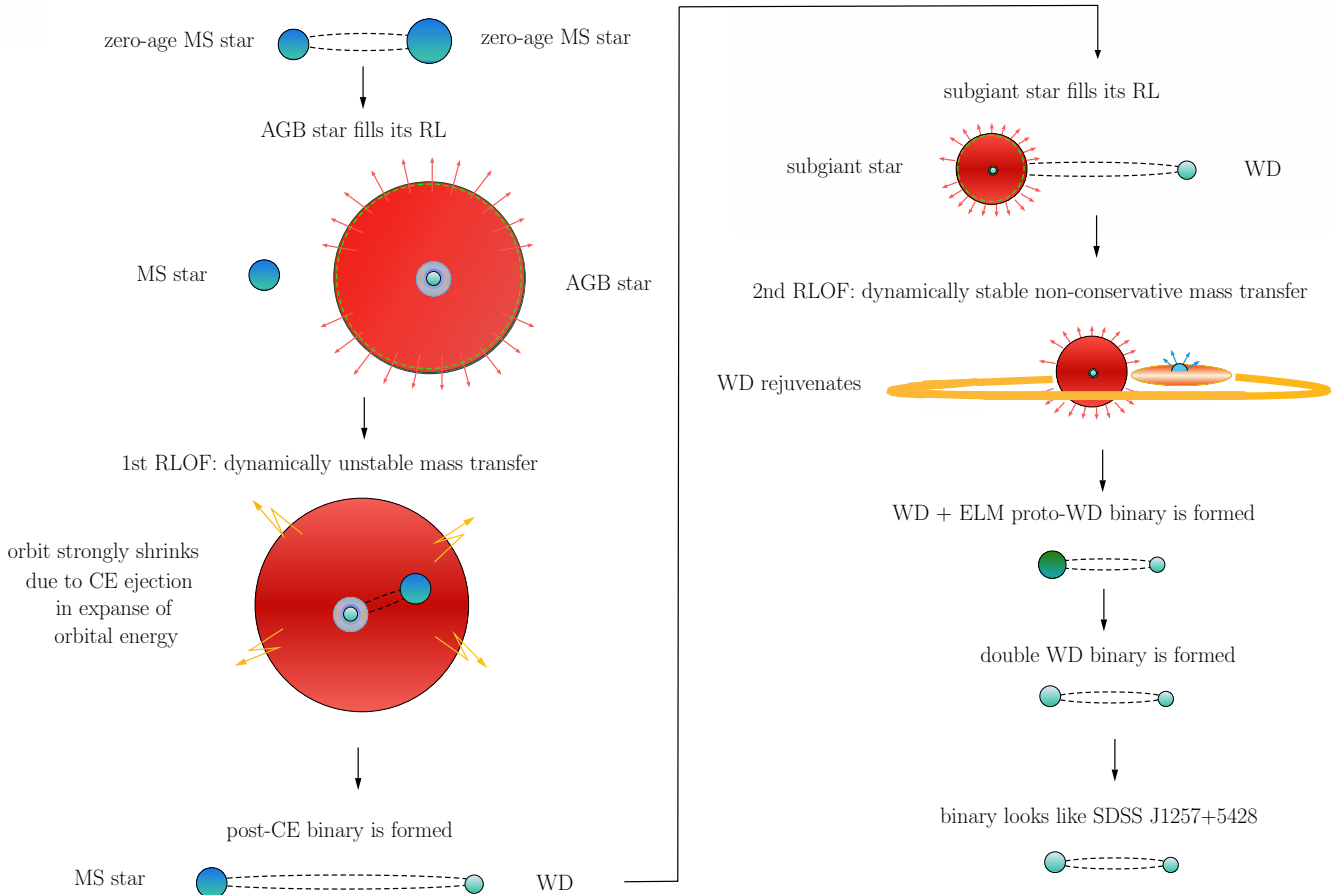 zero-age MS star
zero-age MS star
AGB star fills its RL
MS star
AGB star
1st RLOF: dynamically unstable mass transfer
orbit strongly shrinks
due to CE ejection
in expanse of
orbital energy
post-CE binary is formed
MS star
WD
subgiant star fills its RL
subgiant star
WD
2nd RLOF: dynamically stable non-conservative mass transfer
WD rejuvenates
WD + ELM proto-WD binary is formed
double WD binary is formed
binary looks like SDSS J1257+5428